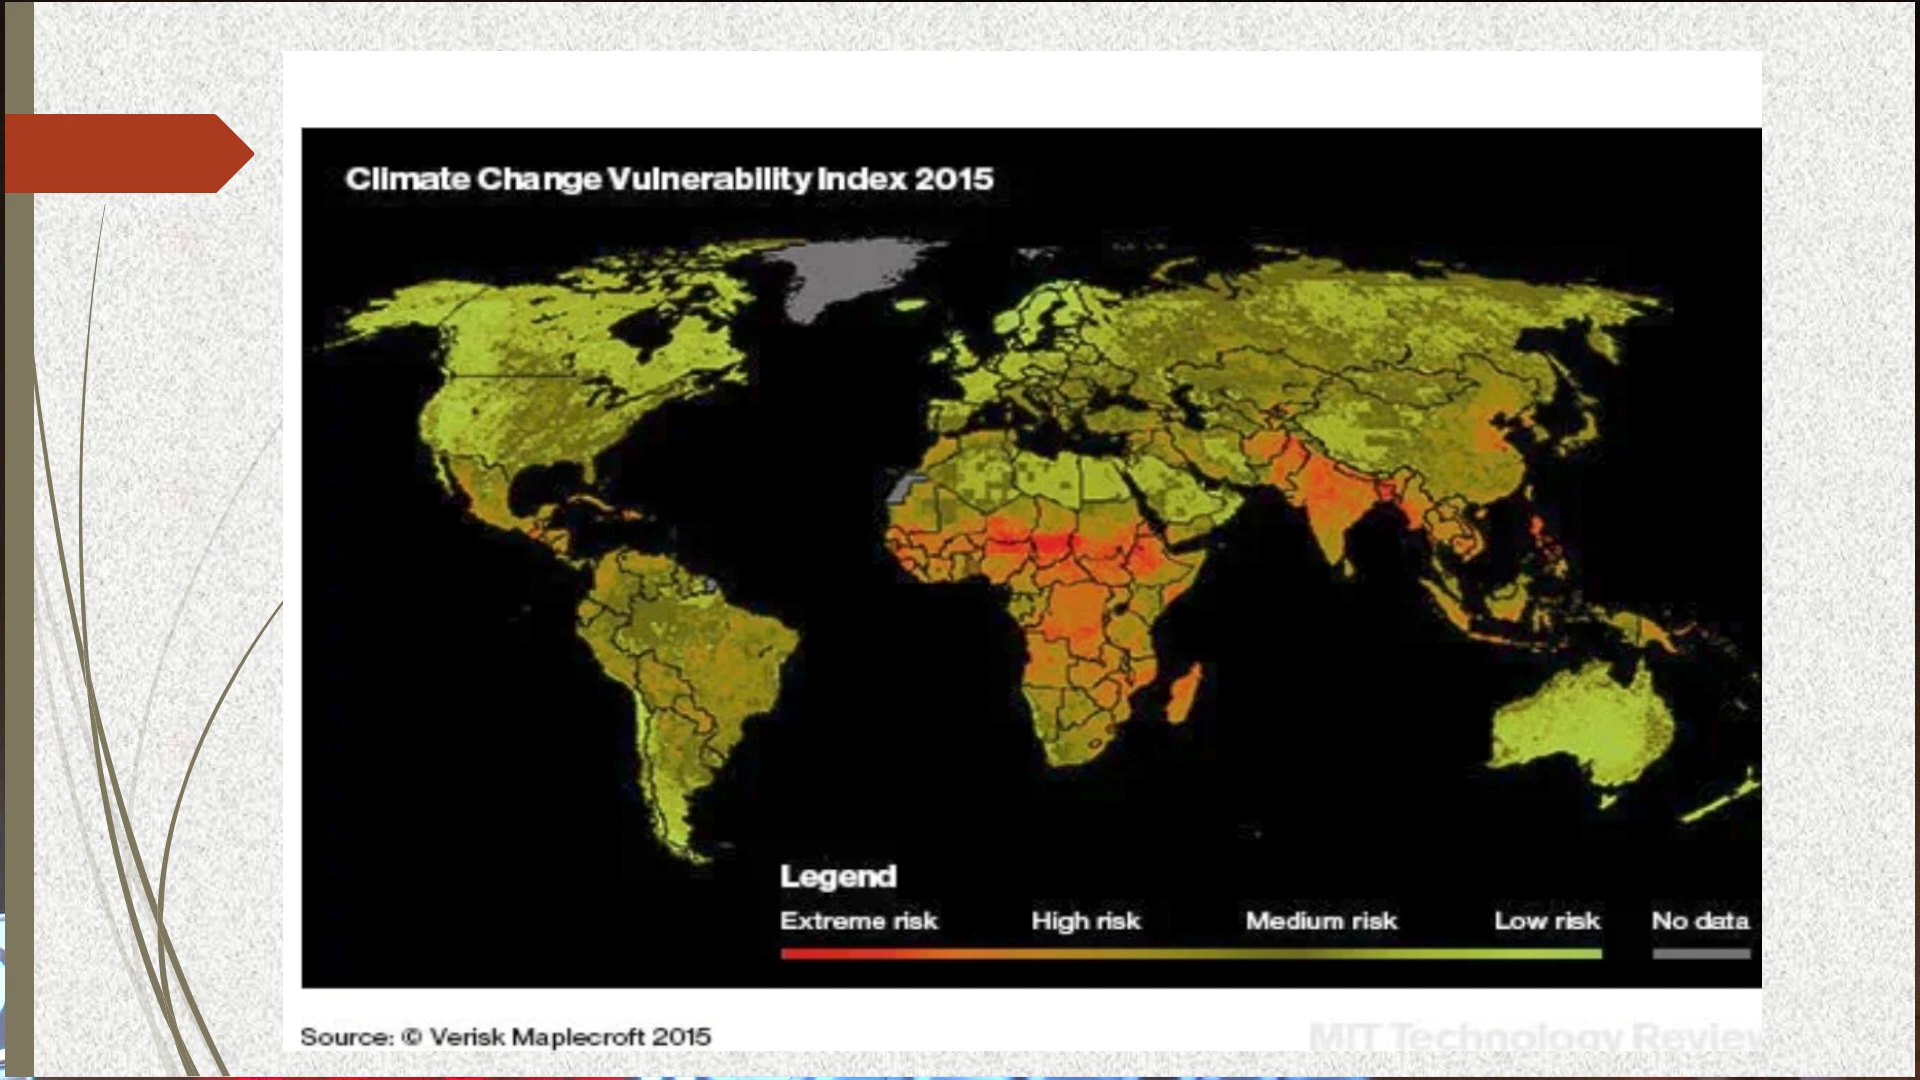 Climate Change Vulnerability Index 2015
Legend
Extreme risk High risk Medium risk Low risk No data
Source: © Verisk Maplecroft 2015
MIT Technology Review